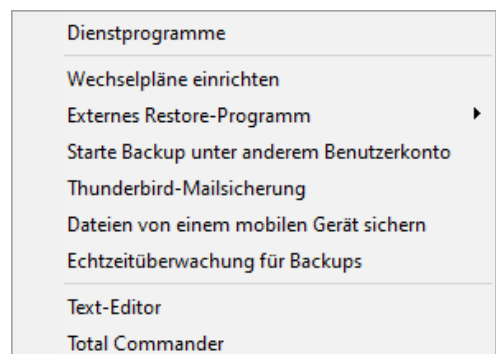 Dienstprogramme
Wechselpläne einrichten
Externes Restore-Programm
Starte Backup unter anderem Benutzerkonto
Thunderbird-Mailsicherung
Dateien von einem mobilen Gerät sichern
Echtzeitüberwachung für Backups
Text-Editor
Total Commander